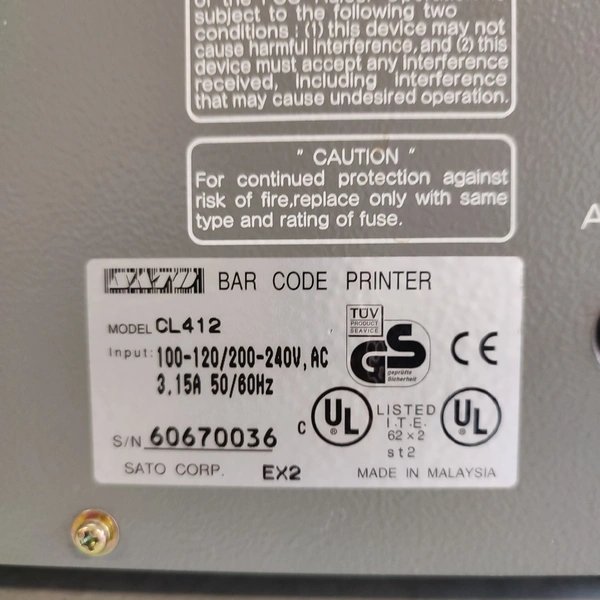 subject to the following two
conditions : (1) this device may not
cause harmful interference, and (2) this
device must accept any interference
received, including interference
that may cause undesired operation.
" CAUTION "
For continued protection against
risk of fire,replace only with same
type and rating of fuse.
SATO BAR CODE PRINTER
MODEL CL412
Input: 100-120/200-240V, AC
3.15A 50/60Hz
TÜV
PRODUCT
SERVICE
GS
geprüfte
Sicherheit
CE
S/N 60670036
C UL ®
LISTED
I.T.E.
62×2
st2
UL ®
SATO CORP. EX2 MADE IN MALAYSIA
A